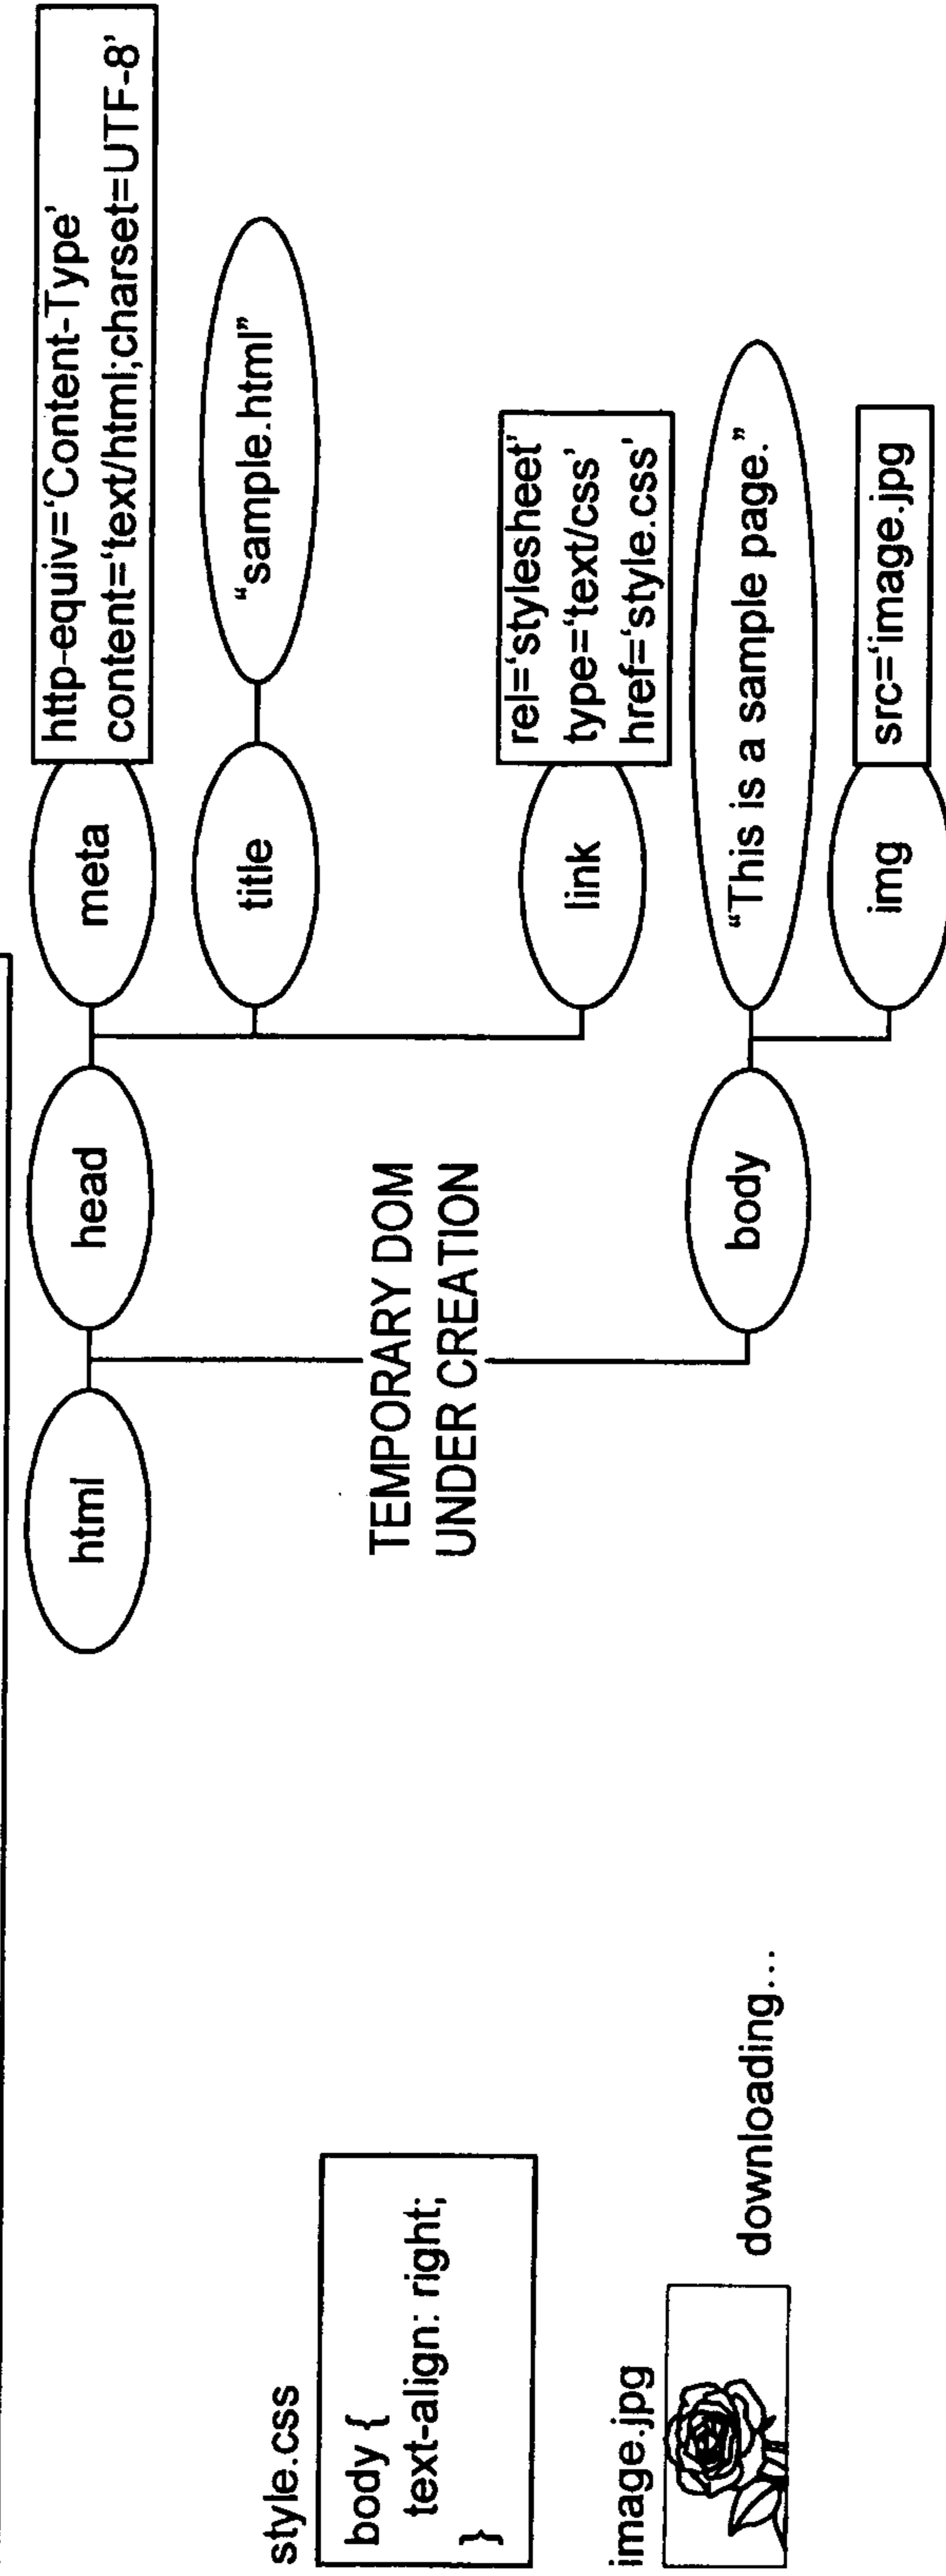 style.css
body {
text-align: right;
}
image.jpg
downloading...
html
TEMPORARY DOM
UNDER CREATION
head
meta
http-equiv=‘Content-Type’
content=‘text/html;charset=UTF-8’
title
“sample.html”
link
rel=‘stylesheet’
type=‘text/css’
href=‘style.css’
body
“This is a sample page.”
img
src=‘image.jpg